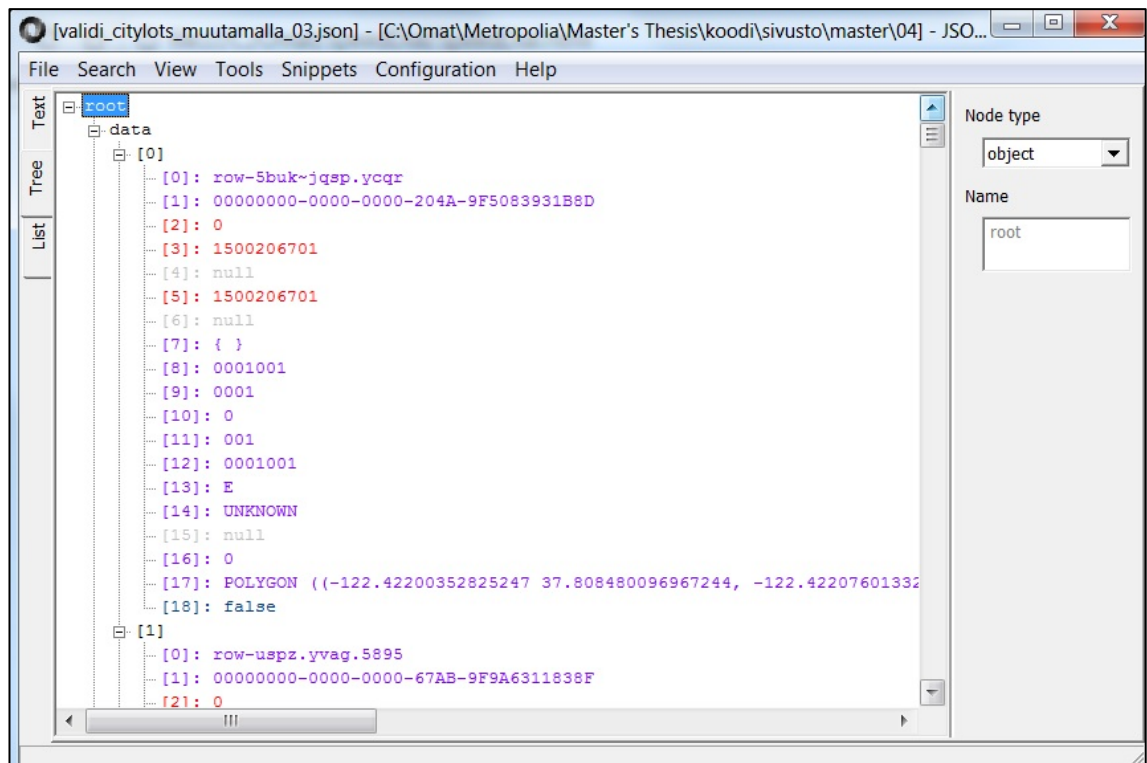 [validi_citylots_muutamalla_03.json] - [C:\Omat\Metropolia\Master's Thesis\koodi\sivusto\master\04] - JSO...
File Search View Tools Snippets Configuration Help
Text
Tree
List
root
data
[0]
[0]: row-5buk~jqsp.ycqr
[1]: 00000000-0000-0000-204A-9F5083931B8D
[2]: 0
[3]: 1500206701
[4]: null
[5]: 1500206701
[6]: null
[7]: { }
[8]: 0001001
[9]: 0001
[10]: 0
[11]: 001
[12]: 0001001
[13]: E
[14]: UNKNOWN
[15]: null
[16]: 0
[17]: POLYGON ((-122.42200352825247 37.808480096967244, -122.42207601332
[18]: false
[1]
[0]: row-uspz.yvag.5895
[1]: 00000000-0000-0000-67AB-9F9A6311838F
[2]: 0
Node type
object
Name
root